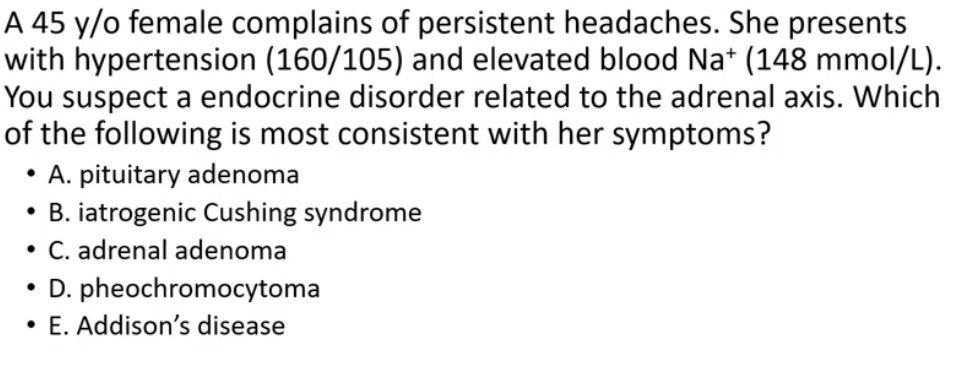 A 45 y/o female complains of persistent headaches. She presents
with hypertension (160/105) and elevated blood Na⁺ (148 mmol/L).
You suspect a endocrine disorder related to the adrenal axis. Which
of the following is most consistent with her symptoms?
• A. pituitary adenoma
• B. iatrogenic Cushing syndrome
• C. adrenal adenoma
• D. pheochromocytoma
• E. Addison’s disease